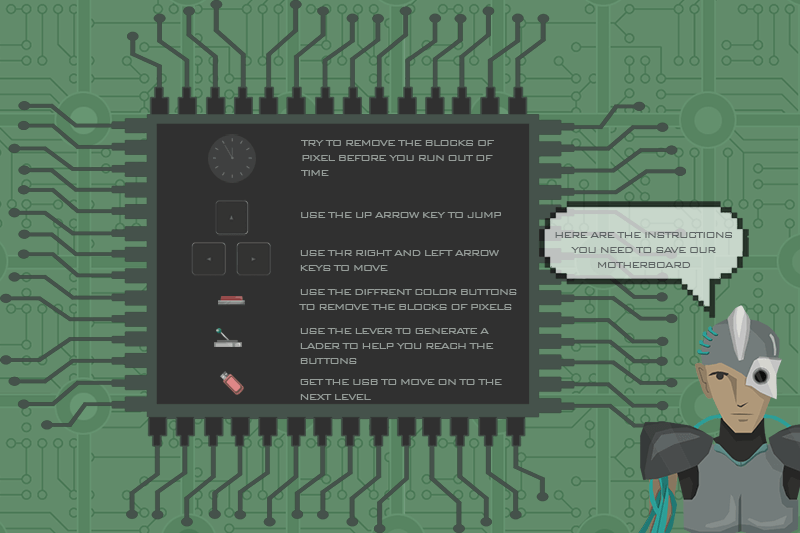 TRY TO REMOVE THE BLOCKS OF
PIXEL BEFORE YOU RUN OUT OF
TIME
USE THE UP ARROW KEY TO JUMP
USE THR RIGHT AND LEFT ARROW
KEYS TO MOVE
USE THE DIFFRENT COLOR BUTTONS
TO REMOVE THE BLOCKS OF PIXELS
USE THE LEVER TO GENERATE A
LADER TO HELP YOU REACH THE
BUTTONS
GET THE USB TO MOVE ON TO THE
NEXT LEVEL
HERE ARE THE INSTRUCTIONS
YOU NEED TO SAVE OUR
MOTHERBOARD